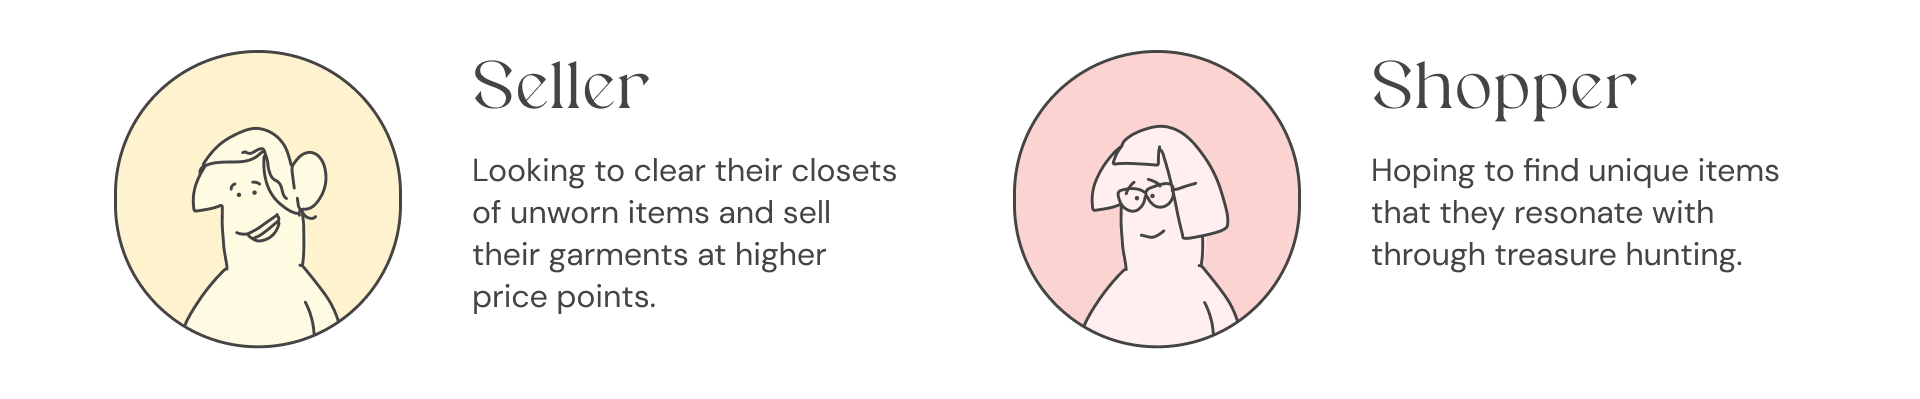 Seller
Looking to clear their closets
of unworn items and sell
their garments at higher
price points.
Shopper
Hoping to find unique items
that they resonate with
through treasure hunting.